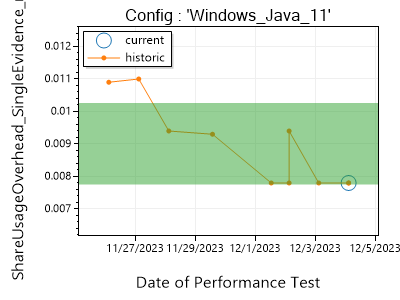 Config : 'Windows_Java_11'
ShareUsageOverhead_SingleEvidence_
current
historic
0.012
0.011
0.01
0.009
0.008
0.007
11/27/2023
11/29/2023
12/1/2023
12/3/2023
12/5/2023
Date of Performance Test